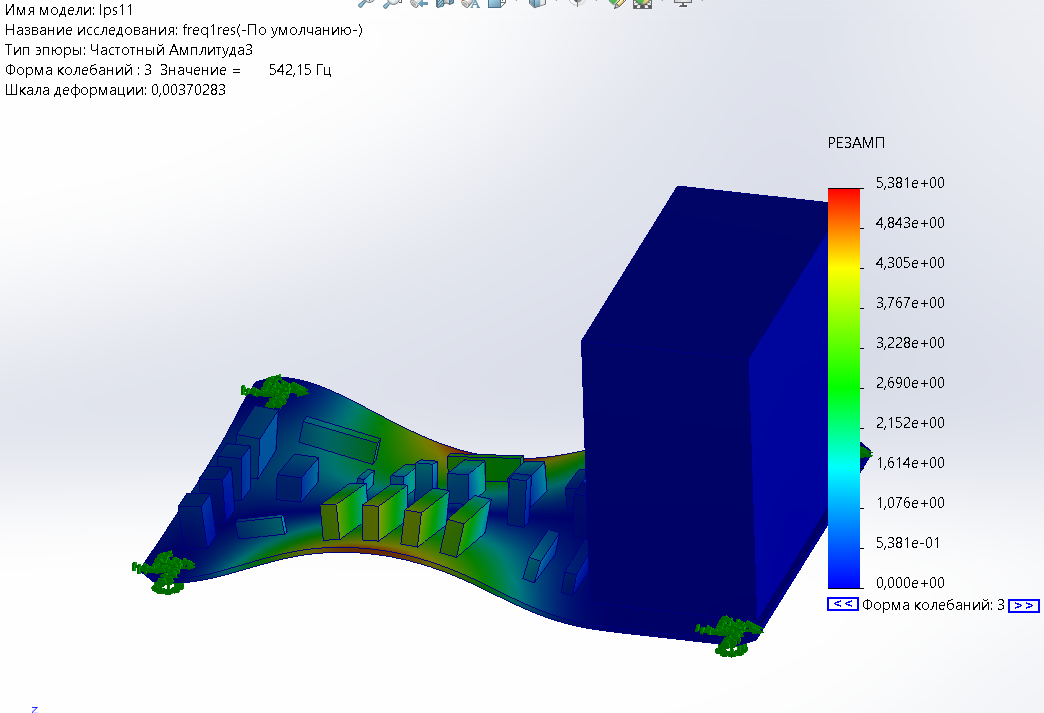 Имя модели: lps11
Название исследования: freq1res(-По умолчанию-)
Тип эпюры: Частотный Амплитуда3
Форма колебаний : 3 Значение = 542,15 Гц
Шкала деформации: 0,00370283
РЕЗАМП
5,381e+00
4,843e+00
4,305e+00
3,767e+00
3,228e+00
2,690e+00
2,152e+00
1,614e+00
1,076e+00
5,381e-01
0,000e+00
<< Форма колебаний: 3 >>
z